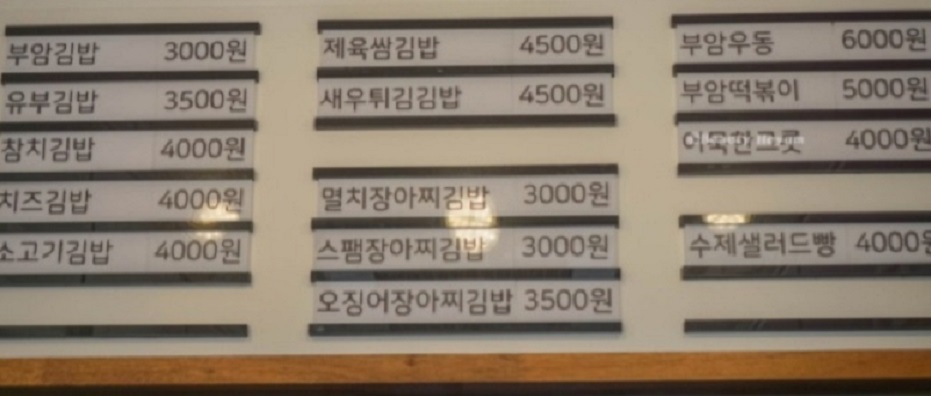 부암김밥 3000원
유부김밥 3500원
참치김밥 4000원
치즈김밥 4000원
소고기김밥 4000원
제육쌈김밥 4500원
새우튀김김밥 4500원
멸치장아찌김밥 3000원
스팸장아찌김밥 3000원
오징어장아찌김밥 3500원
부암우동 6000원
부암떡볶이 5000원
어묵한그릇 4000원
수제샐러드빵 4000원